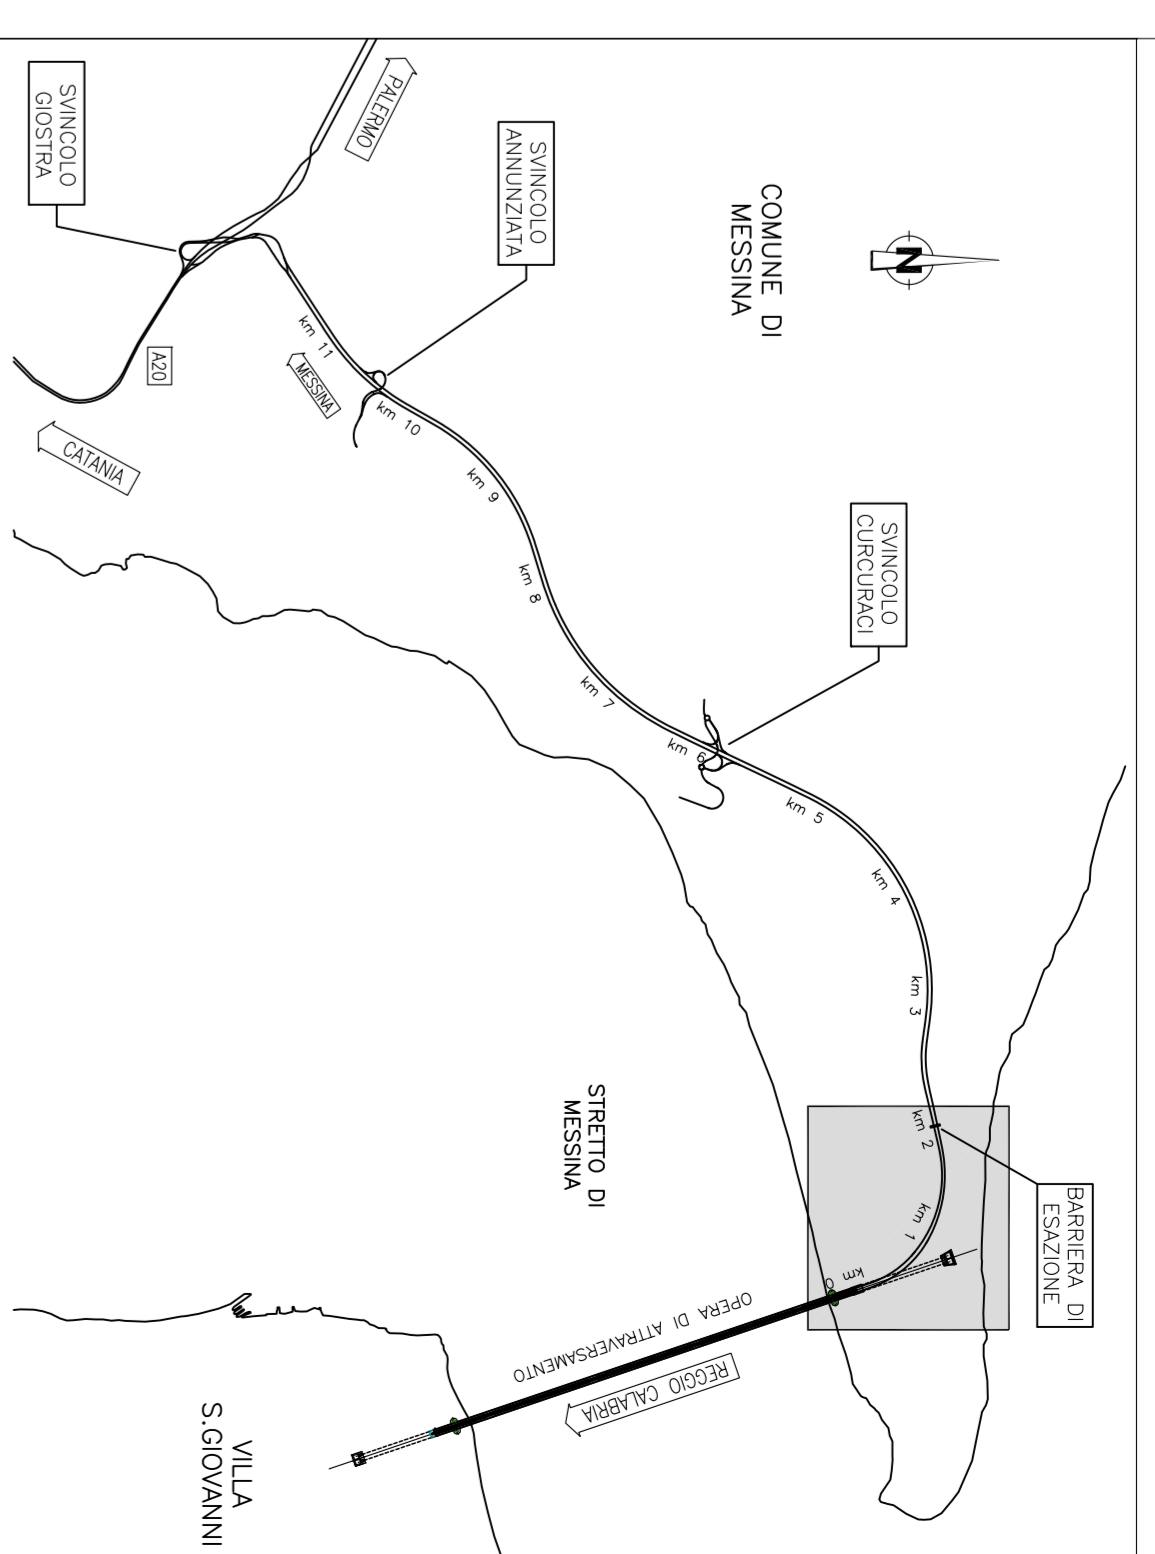 SVINCOLO
GIOSTRA
PALERMO
SVINCOLO
ANNUNZIATA
COMUNE DI
MESSINA
N
A20
CATANIA
MESSINA
SVINCOLO
CURCURACI
km 11
km 10
km 9
km 8
km 7
km 6
km 5
km 4
km 3
km 2
km 1
km 0
BARRIERA DI
ESAZIONE
STRETTO DI
MESSINA
OPERA DI ATTRAVERSAMENTO
REGGIO CALABRIA
VILLA
S.GIOVANNI